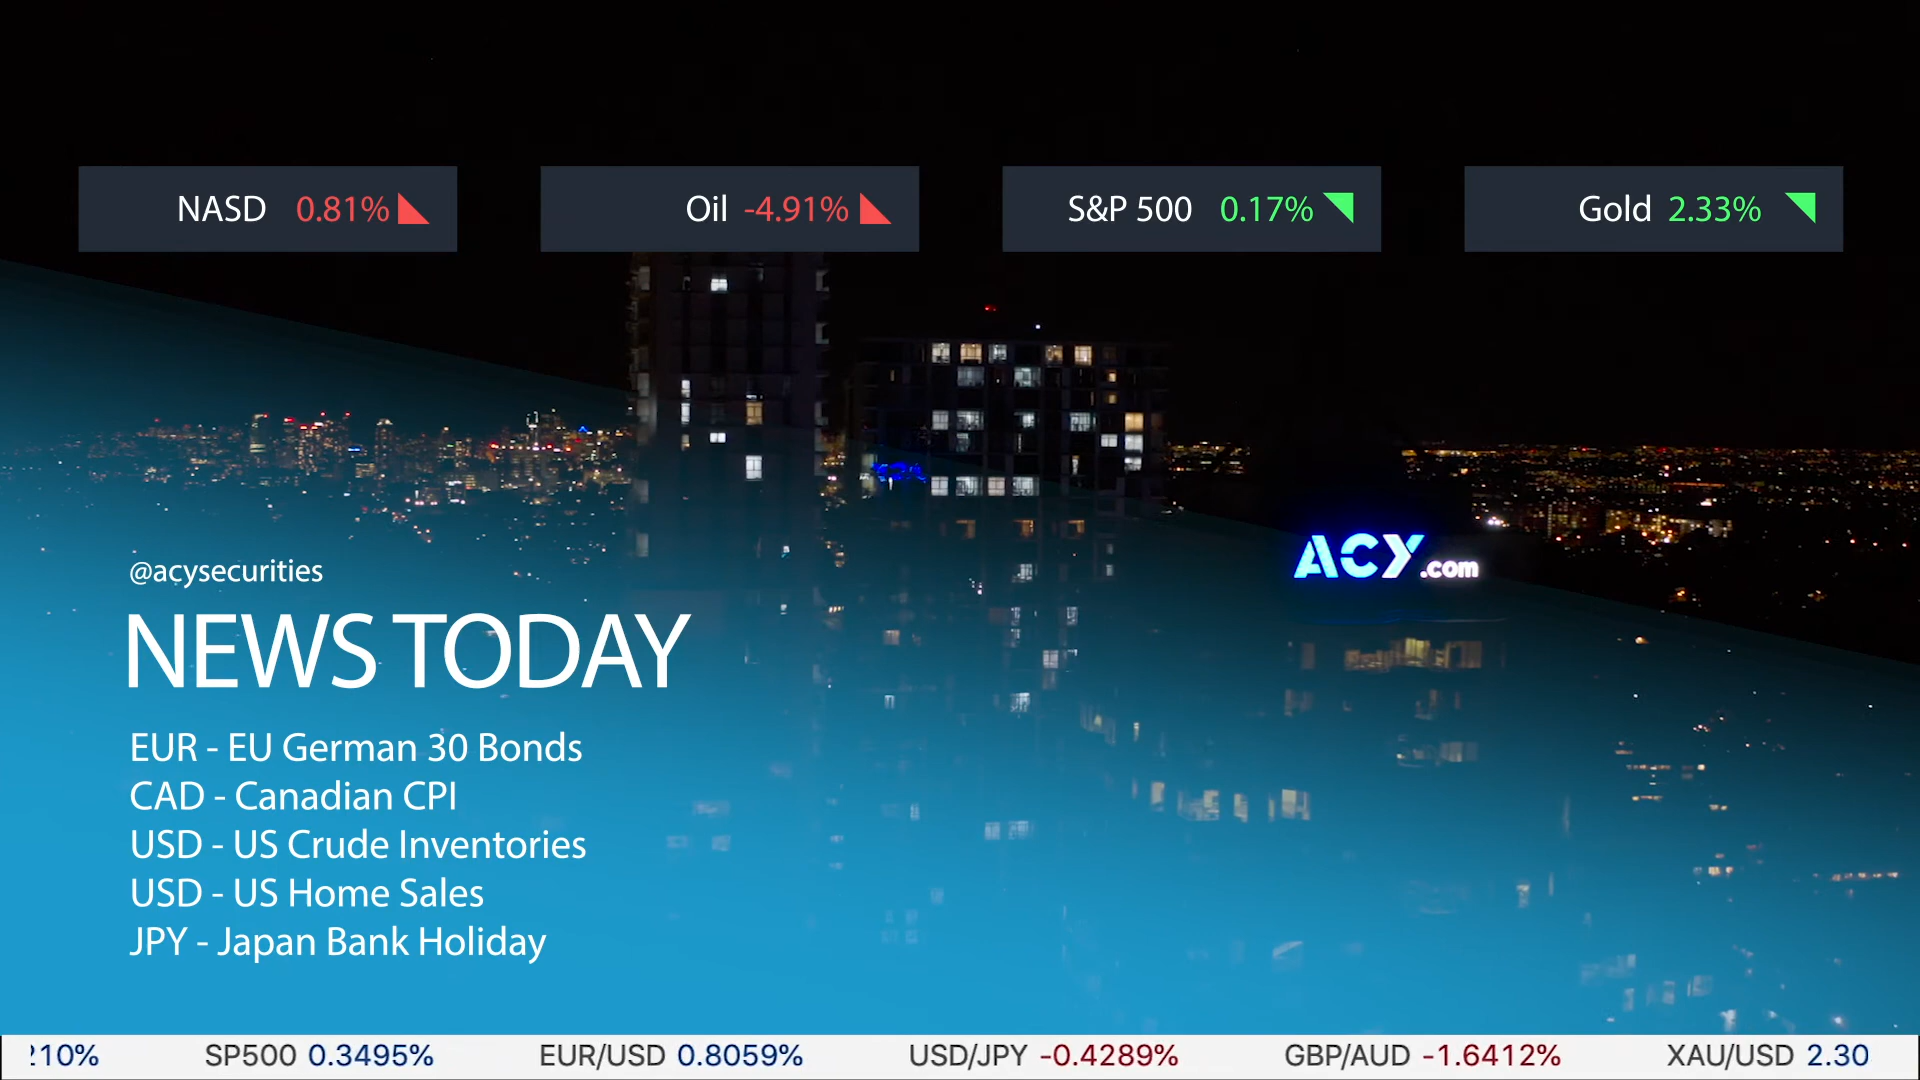 NASD 0.81%
Oil -4.91%
S&P 500 0.17%
Gold 2.33%
ACY.com
@acysecurities
NEWS TODAY
EUR - EU German 30 Bonds
CAD - Canadian CPI
USD - US Crude Inventories
USD - US Home Sales
JPY - Japan Bank Holiday
10% SP500 0.3495% EUR/USD 0.8059% USD/JPY -0.4289% GBP/AUD -1.6412% XAU/USD 2.30